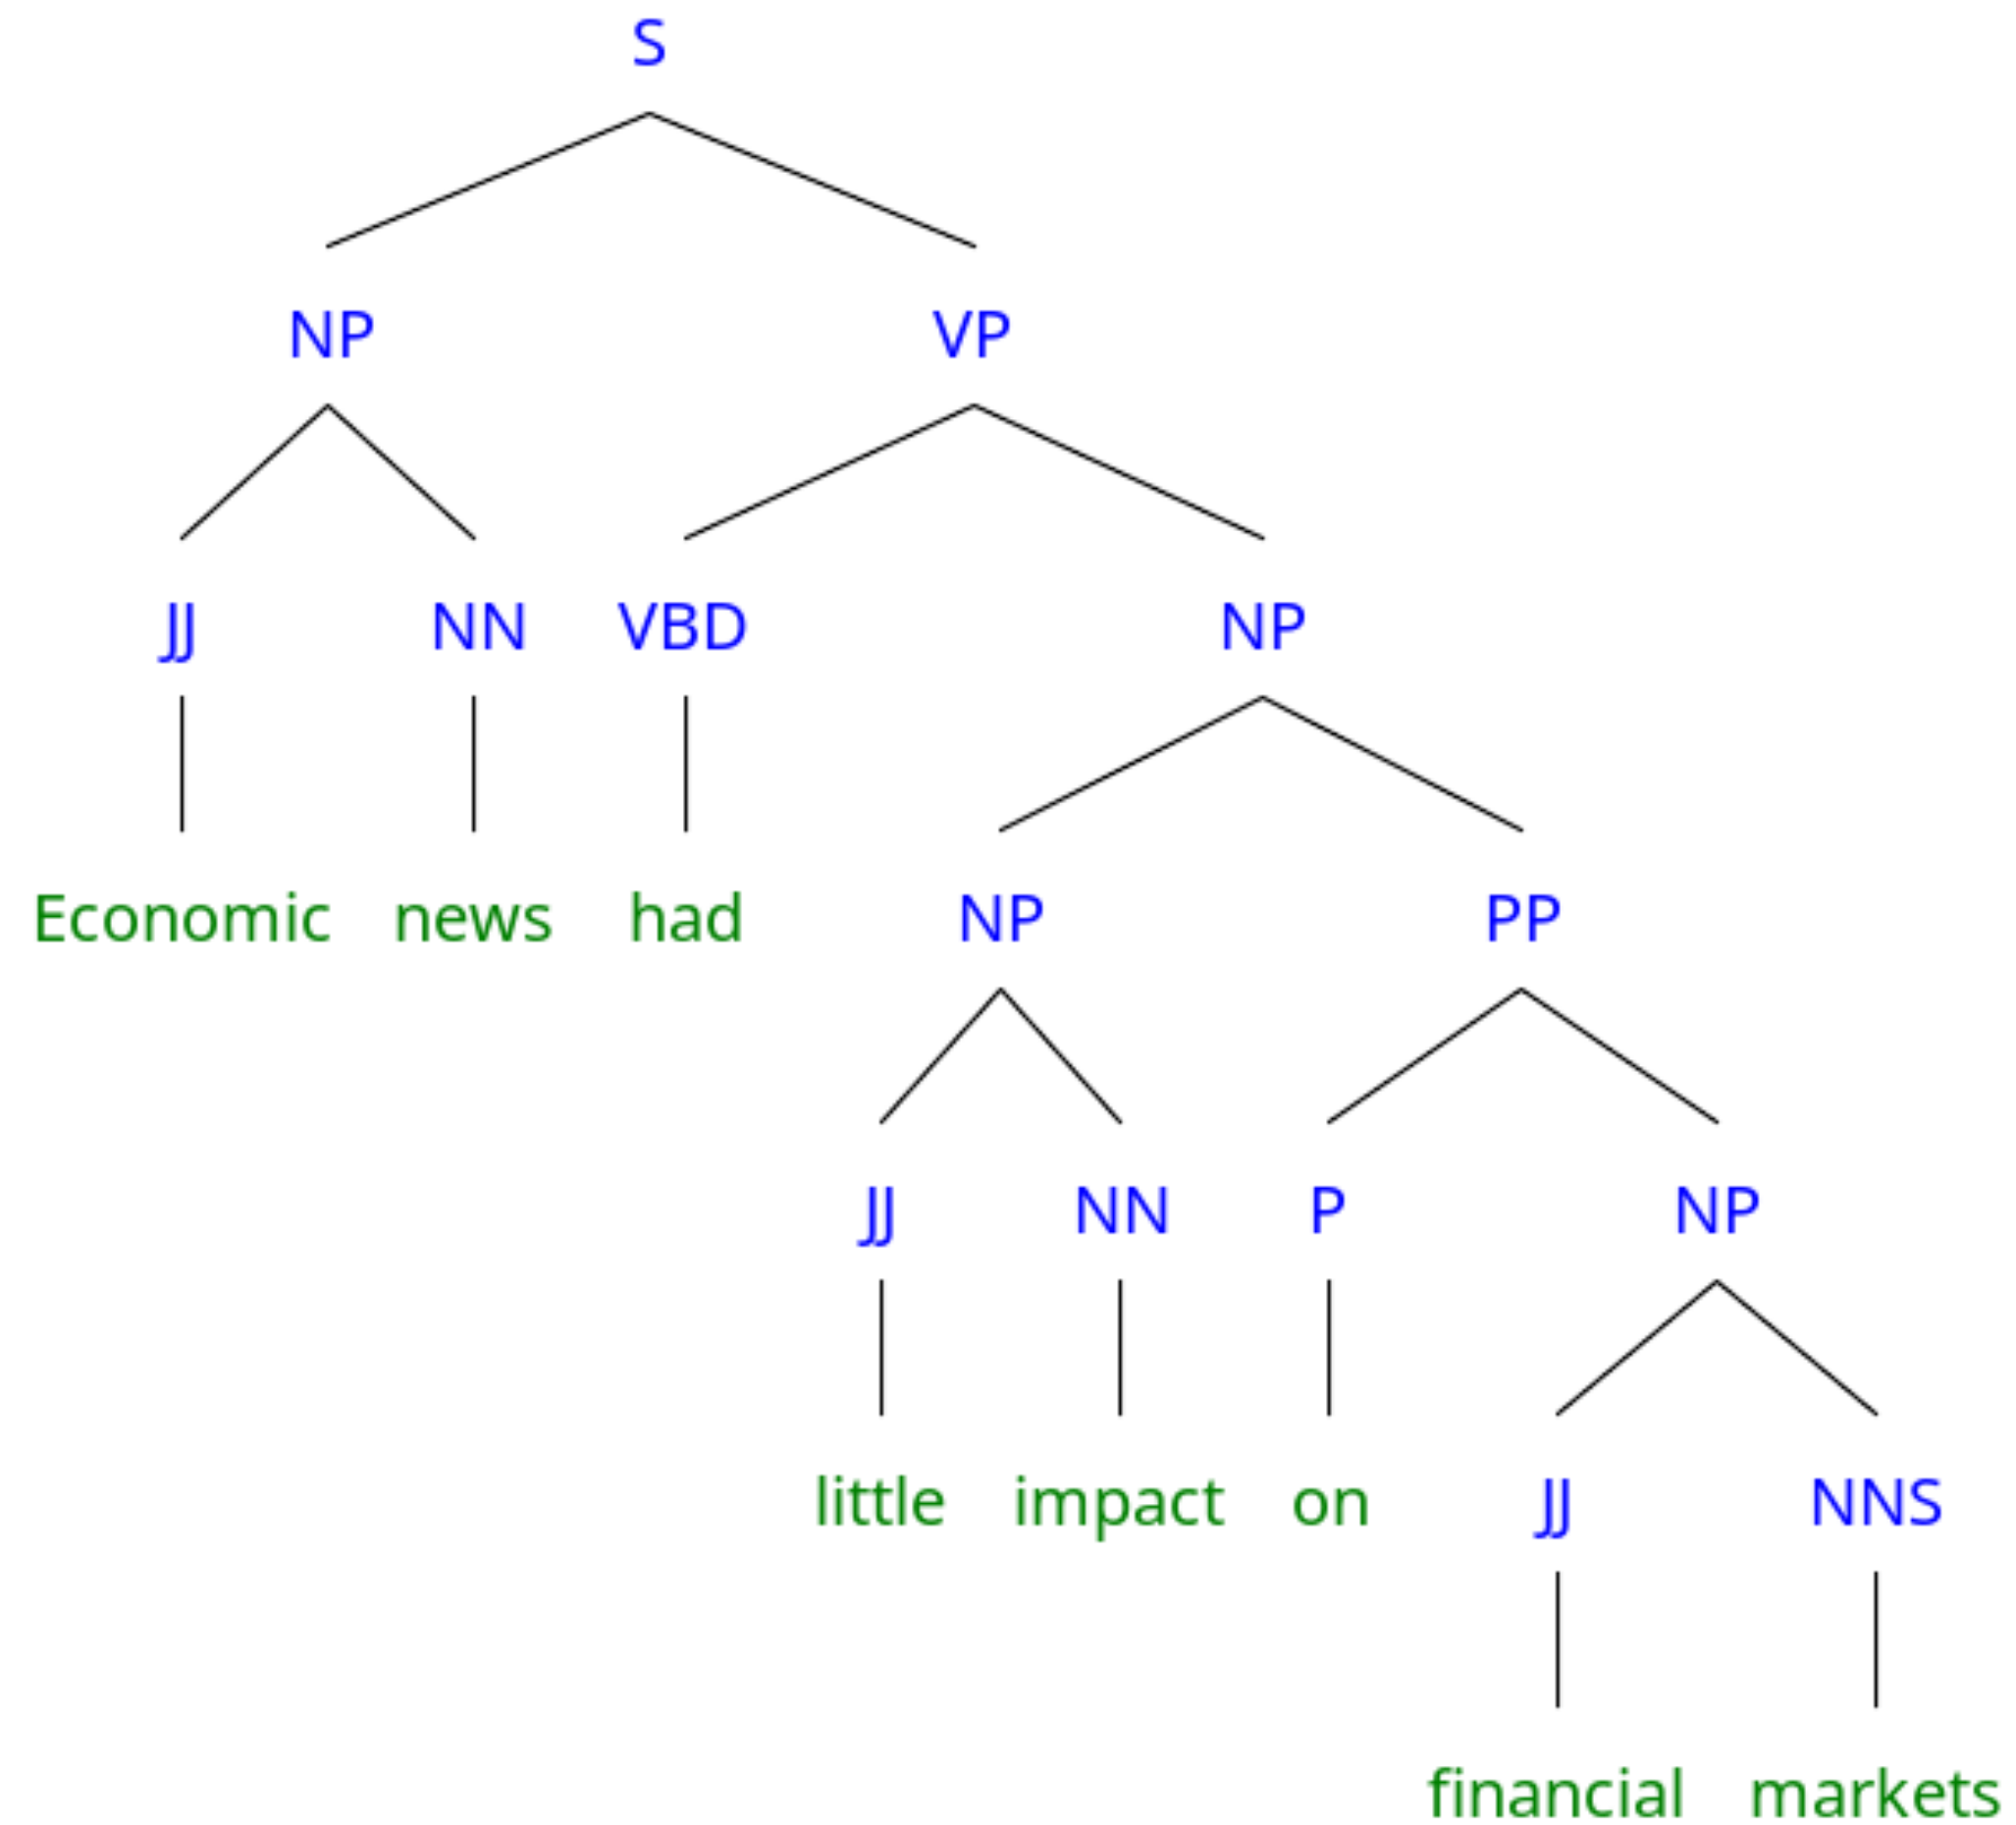 S
NP VP
JJ NN VBD NP
Economic news had NP PP
JJ NN P NP
little impact on JJ NNS
financial markets